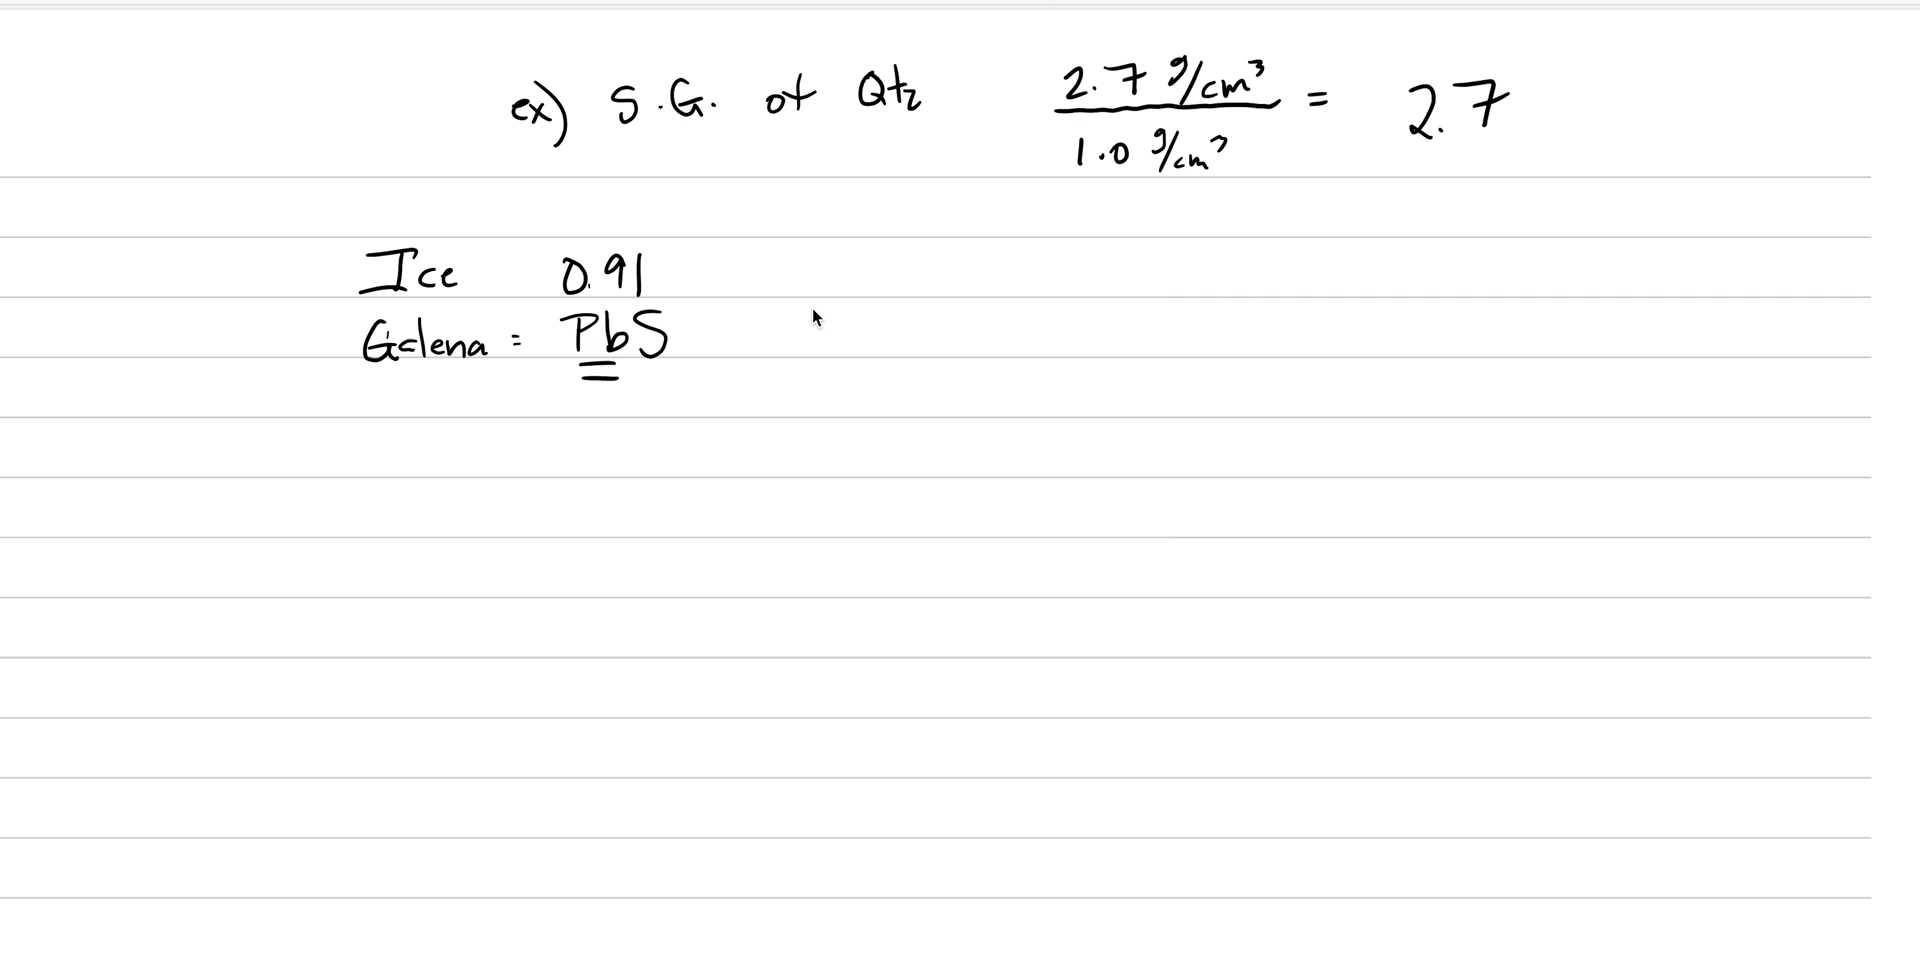 ex) S.G. of Qtz 2.7 g/cm³ / 1.0 g/cm³ = 2.7
Ice 0.91
Galena = PbS